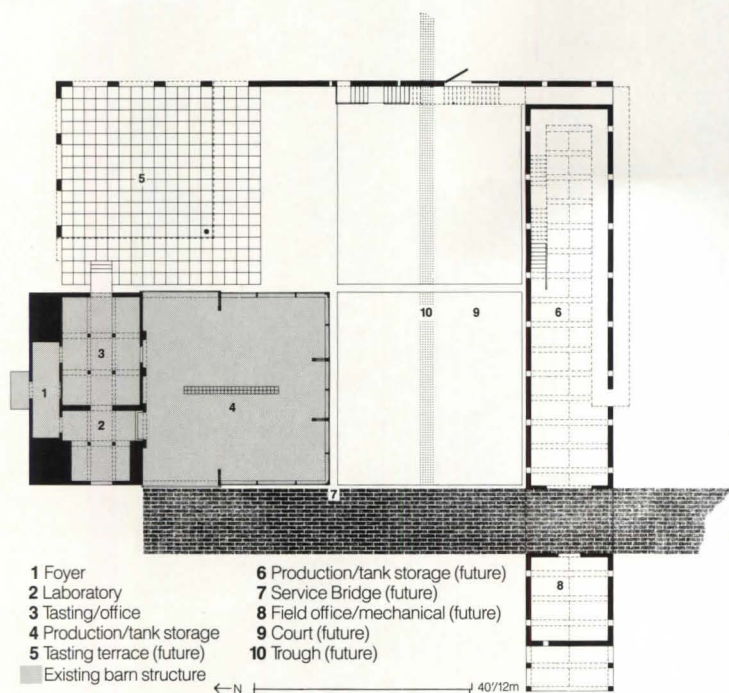 5
3
1
2
4
10
9
6
7
8
1 Foyer
2 Laboratory
3 Tasting/office
4 Production/tank storage
5 Tasting terrace (future)
Existing barn structure
6 Production/tank storage (future)
7 Service Bridge (future)
8 Field office/mechanical (future)
9 Court (future)
10 Trough (future)
←N
40'/12m